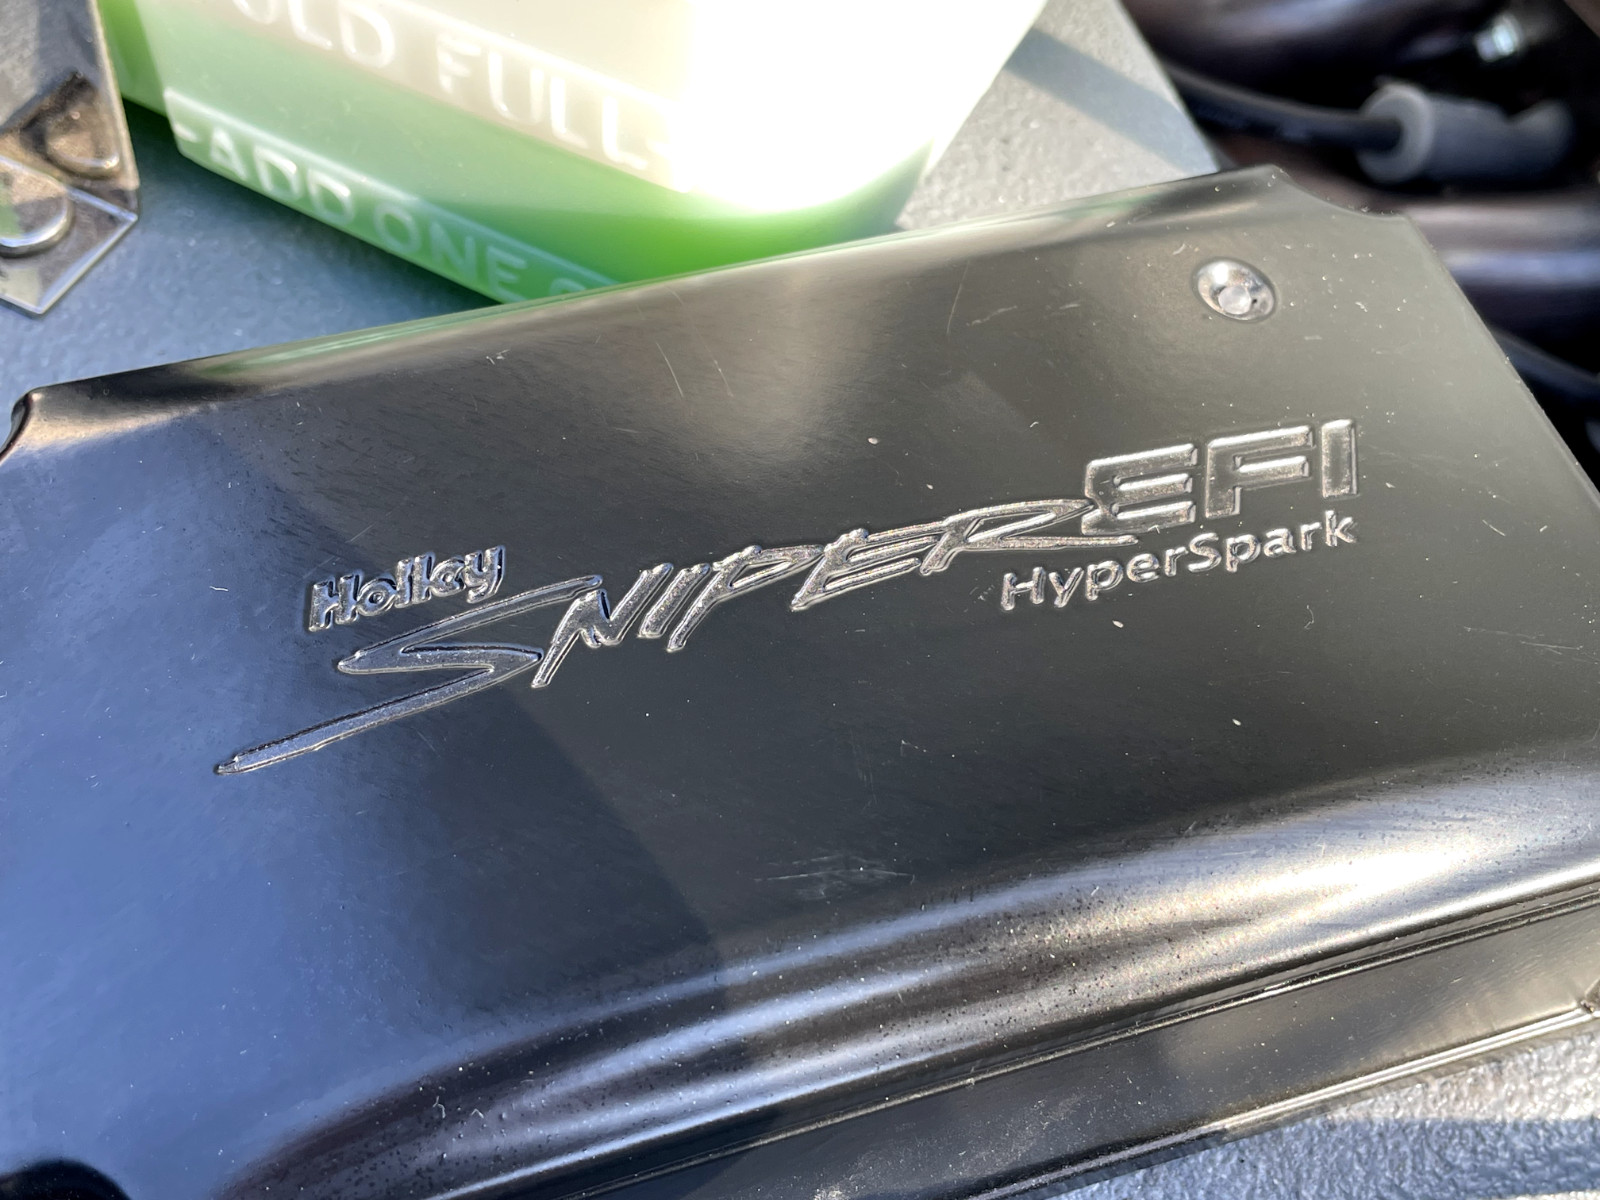 OLD FULL
ADD ONE
Holley
SNIPER EFI
HyperSpark